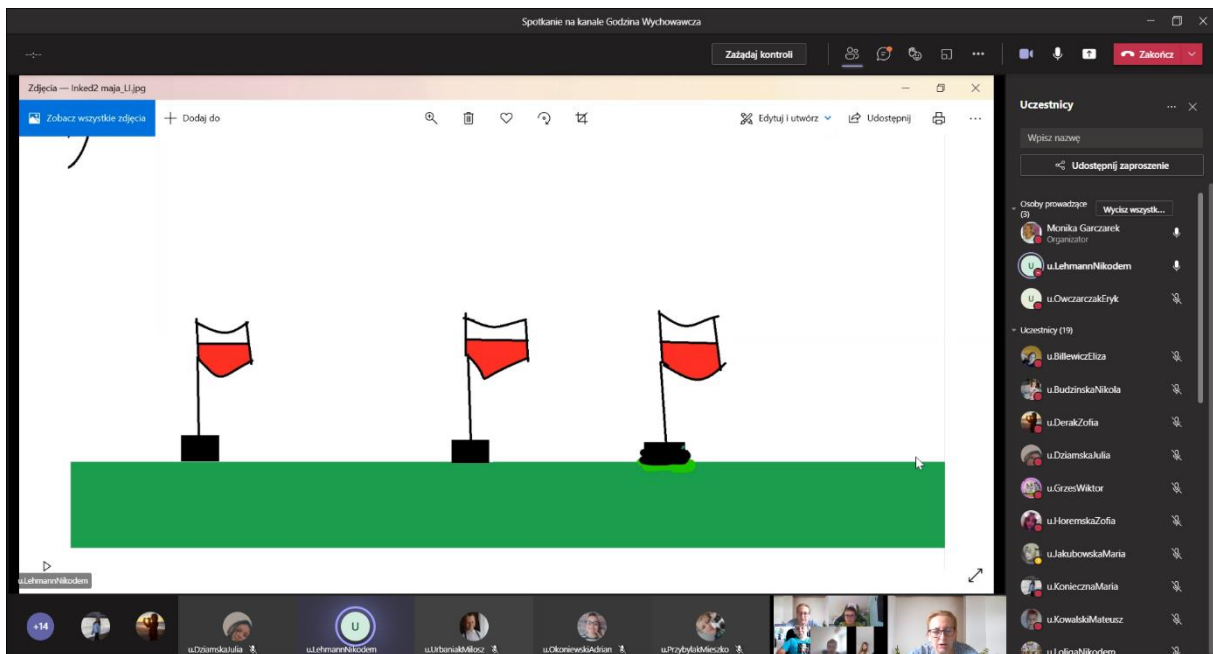 Spotkanie na kanale Godzina Wychowawcza
--:--
Zażądaj kontroli
Zakończ
Zdjęcia — Inked2 maja_LI.jpg
Zobacz wszystkie zdjęcia
Dodaj do
Edytuj i utwórz
Udostępnij
Uczestnicy
Wpisz nazwę
Udostępnij zaproszenie
Osoby prowadzące (3)
Wycisz wszystk...
Monika Garczarek
Organizator
U u.LehmannNikodem
U u.OwczarczakEryk
Uczestnicy (19)
u.BillewiczEliza
u.BudzinskaNikola
u.DerakZofia
u.DziamskaJulia
u.GrzesWiktor
u.HoremskaZofia
u.JakubowskaMaria
u.KoniecznaMaria
u.KowalskiMateusz
u.LoligaNikodem
u.LehmannNikodem
+14
u.DziamskaJulia
U
u.LehmannNikodem
u.UrbaniakMilosz
u.OkoniewskiAdrian
u.PrzybylakMieszko